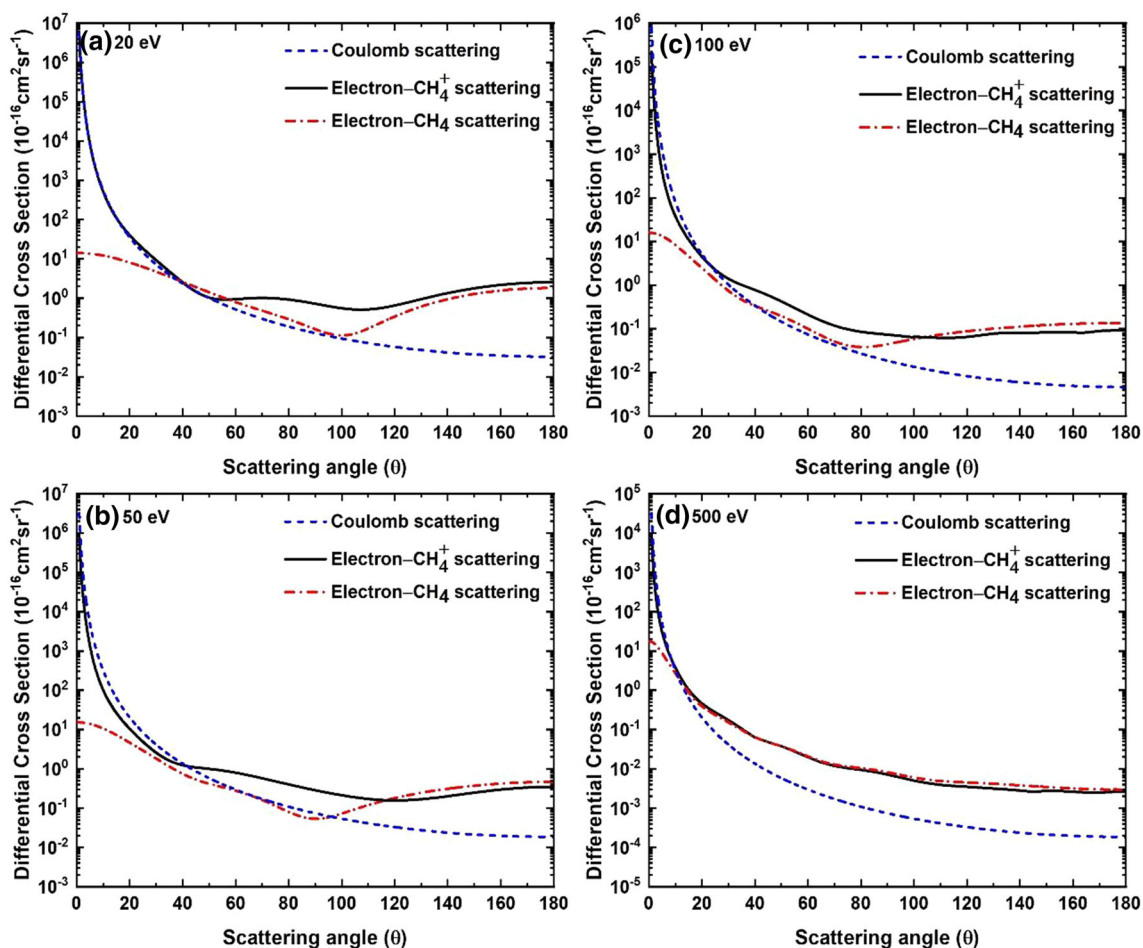 (a) 20 eV
Coulomb scattering
Electron–CH₄⁺ scattering
Electron–CH₄ scattering
Differential Cross Section (10⁻¹⁶cm²sr⁻¹)
10⁷
10⁶
10⁵
10⁴
10³
10²
10¹
10⁰
10⁻¹
10⁻²
10⁻³
0 20 40 60 80 100 120 140 160 180
Scattering angle (θ)
(c) 100 eV
Coulomb scattering
Electron–CH₄⁺ scattering
Electron–CH₄ scattering
Differential Cross Section (10⁻¹⁶cm²sr⁻¹)
10⁶
10⁵
10⁴
10³
10²
10¹
10⁰
10⁻¹
10⁻²
10⁻³
0 20 40 60 80 100 120 140 160 180
Scattering angle (θ)
(b) 50 eV
Coulomb scattering
Electron–CH₄⁺ scattering
Electron–CH₄ scattering
Differential Cross Section (10⁻¹⁶cm²sr⁻¹)
10⁷
10⁶
10⁵
10⁴
10³
10²
10¹
10⁰
10⁻¹
10⁻²
10⁻³
0 20 40 60 80 100 120 140 160 180
Scattering angle (θ)
(d) 500 eV
Coulomb scattering
Electron–CH₄⁺ scattering
Electron–CH₄ scattering
Differential Cross Section (10⁻¹⁶cm²sr⁻¹)
10⁵
10⁴
10³
10²
10¹
10⁰
10⁻¹
10⁻²
10⁻³
10⁻⁴
10⁻⁵
0 20 40 60 80 100 120 140 160 180
Scattering angle (θ)